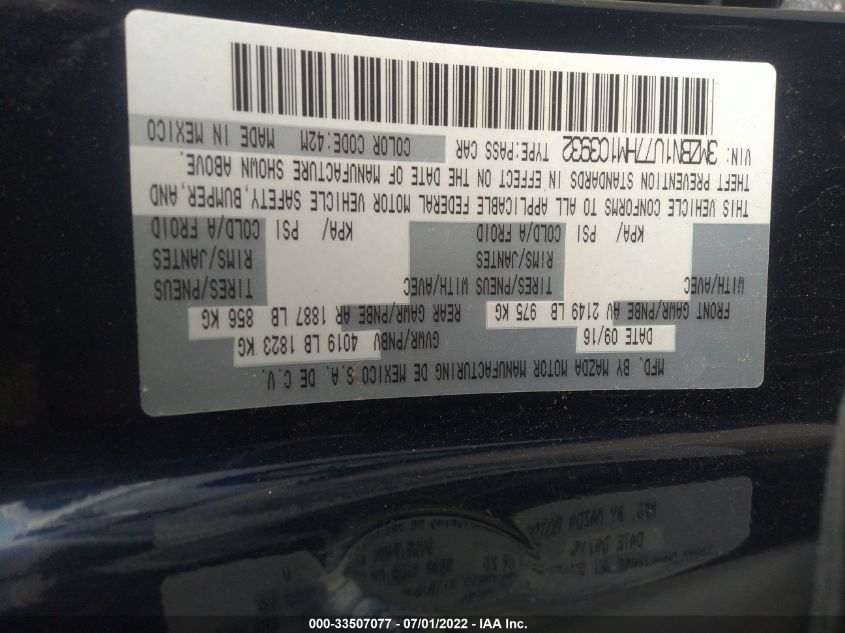 MFD. BY MAZDA MOTOR MANUFACTURING DE MEXICO S.A. DE C.V.
DATE 09/16 GVWR/PNBV 4019 LB 1823 KG
FRONT GAWR/PNBE AV 2149 LB 975 KG REAR GAWR/PNBE AR 1887 LB 856 KG
WITH/AVEC TIRES/PNEUS WITH/AVEC TIRES/PNEUS
RIMS/JANTES RIMS/JANTES
KPA/ PSI COLD/A FROID KPA/ PSI COLD/A FROID
THIS VEHICLE CONFORMS TO ALL APPLICABLE FEDERAL MOTOR VEHICLE SAFETY, BUMPER, AND
THEFT PREVENTION STANDARDS IN EFFECT ON THE DATE OF MANUFACTURE SHOWN ABOVE.
VIN: 3MZBN1U77HM103932 TYPE:PASS CAR COLOR CODE:42M MADE IN MEXICO
000-33507077 - 07/01/2022 - IAA Inc.